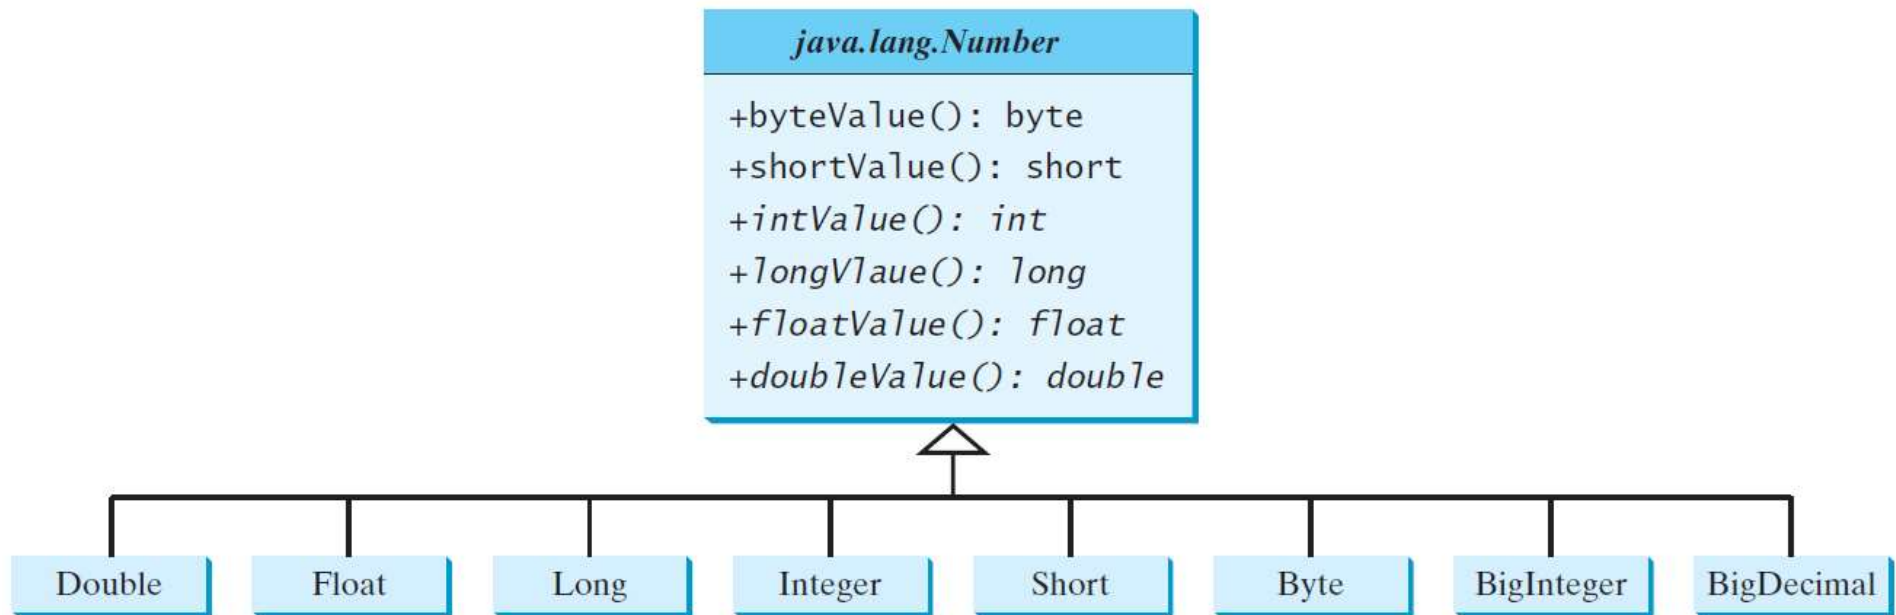 java.lang.Number
+byteValue(): byte
+shortValue(): short
+intValue(): int
+longVlaue(): long
+floatValue(): float
+doubleValue(): double
Double Float Long Integer Short Byte BigInteger BigDecimal